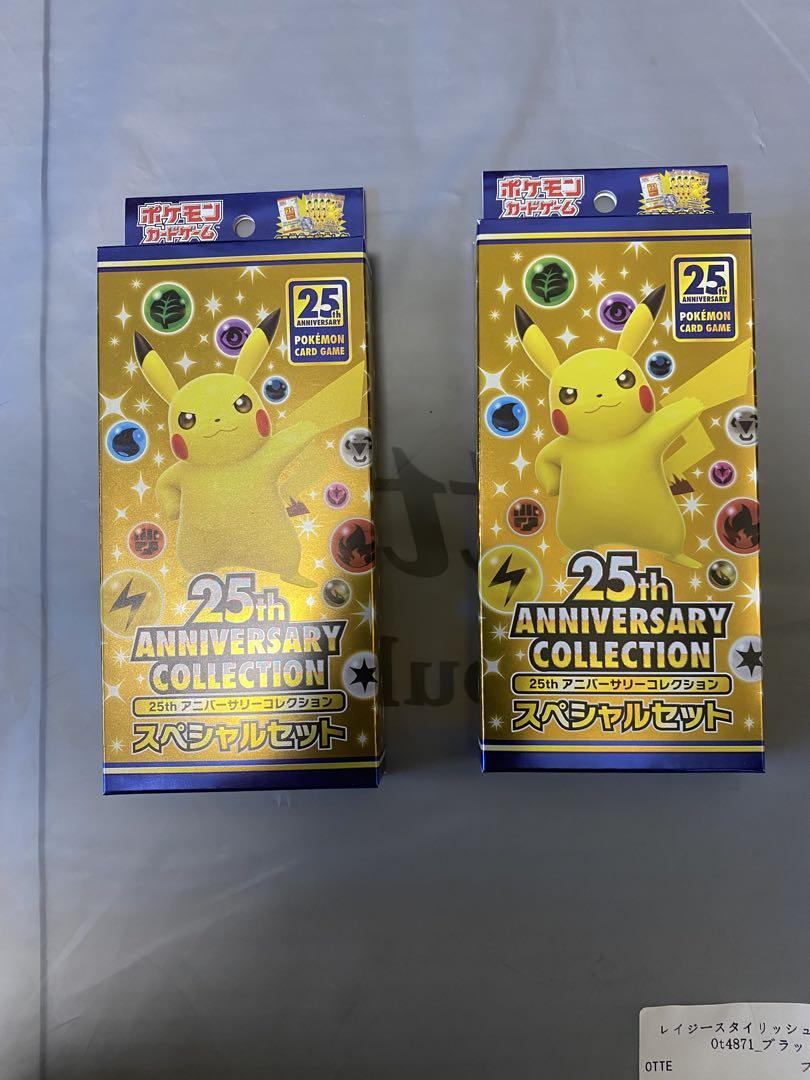 ポケモン
カードゲーム
25th
ANNIVERSARY
POKÉMON
CARD GAME
25th
ANNIVERSARY
COLLECTION
25th アニバーサリーコレクション
スペシャルセット
ポケモン
カードゲーム
25th
ANNIVERSARY
POKÉMON
CARD GAME
25th
ANNIVERSARY
COLLECTION
25th アニバーサリーコレクション
スペシャルセット
レイジースタイリッシュ
Ot4871_ブラッ
OTTE